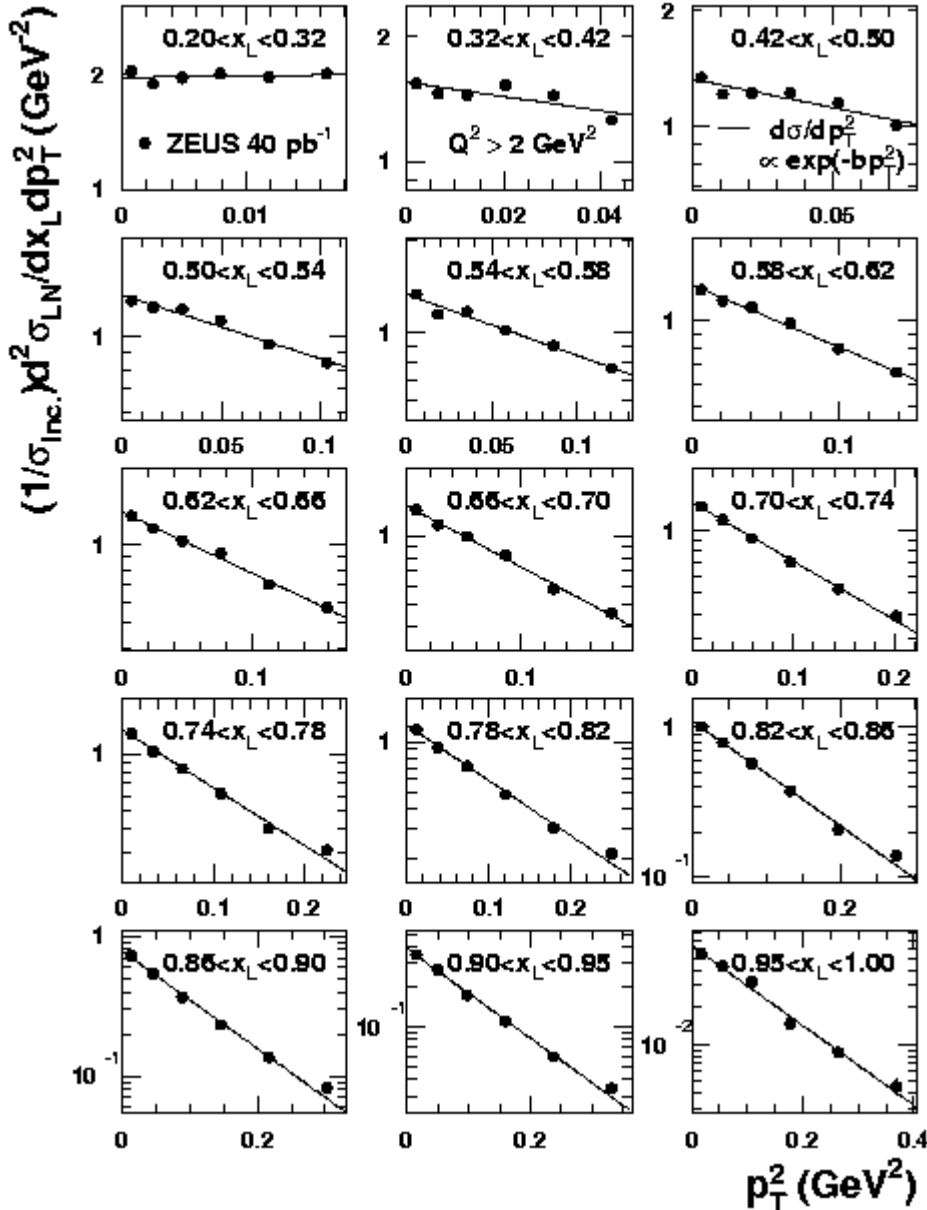 (1/σ_Inc.)d²σ_LN/dx_L dp_T² (GeV⁻²)
0.20<x_L<0.32
2
ZEUS 40 pb⁻¹
1
0 0.01
0.32<x_L<0.42
2
Q² > 2 GeV²
1
0 0.02 0.04
0.42<x_L<0.50
2
1
dσ/dp_T²
∝ exp(-bp_T²)
0 0.05
0.50<x_L<0.54
1
0 0.05 0.1
0.54<x_L<0.58
1
0 0.05 0.1
0.58<x_L<0.62
1
0 0.1
0.62<x_L<0.66
1
0 0.1
0.66<x_L<0.70
1
0 0.1
0.70<x_L<0.74
1
0 0.1 0.2
0.74<x_L<0.78
1
0 0.1 0.2
0.78<x_L<0.82
1
0 0.1 0.2
0.82<x_L<0.86
1
10⁻¹
0 0.2
1
0.86<x_L<0.90
10⁻¹
0 0.2
0.90<x_L<0.95
10⁻¹
0 0.2
0.95<x_L<1.00
10⁻²
0 0.2 0.4
p_T² (GeV²)